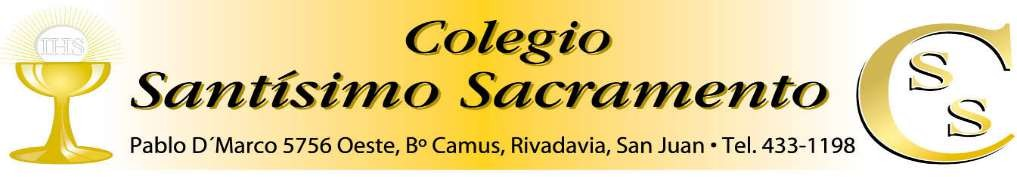 IHS
Colegio
Santísimo Sacramento
Pablo D´Marco 5756 Oeste, Bº Camus, Rivadavia, San Juan • Tel. 433-1198
CSS